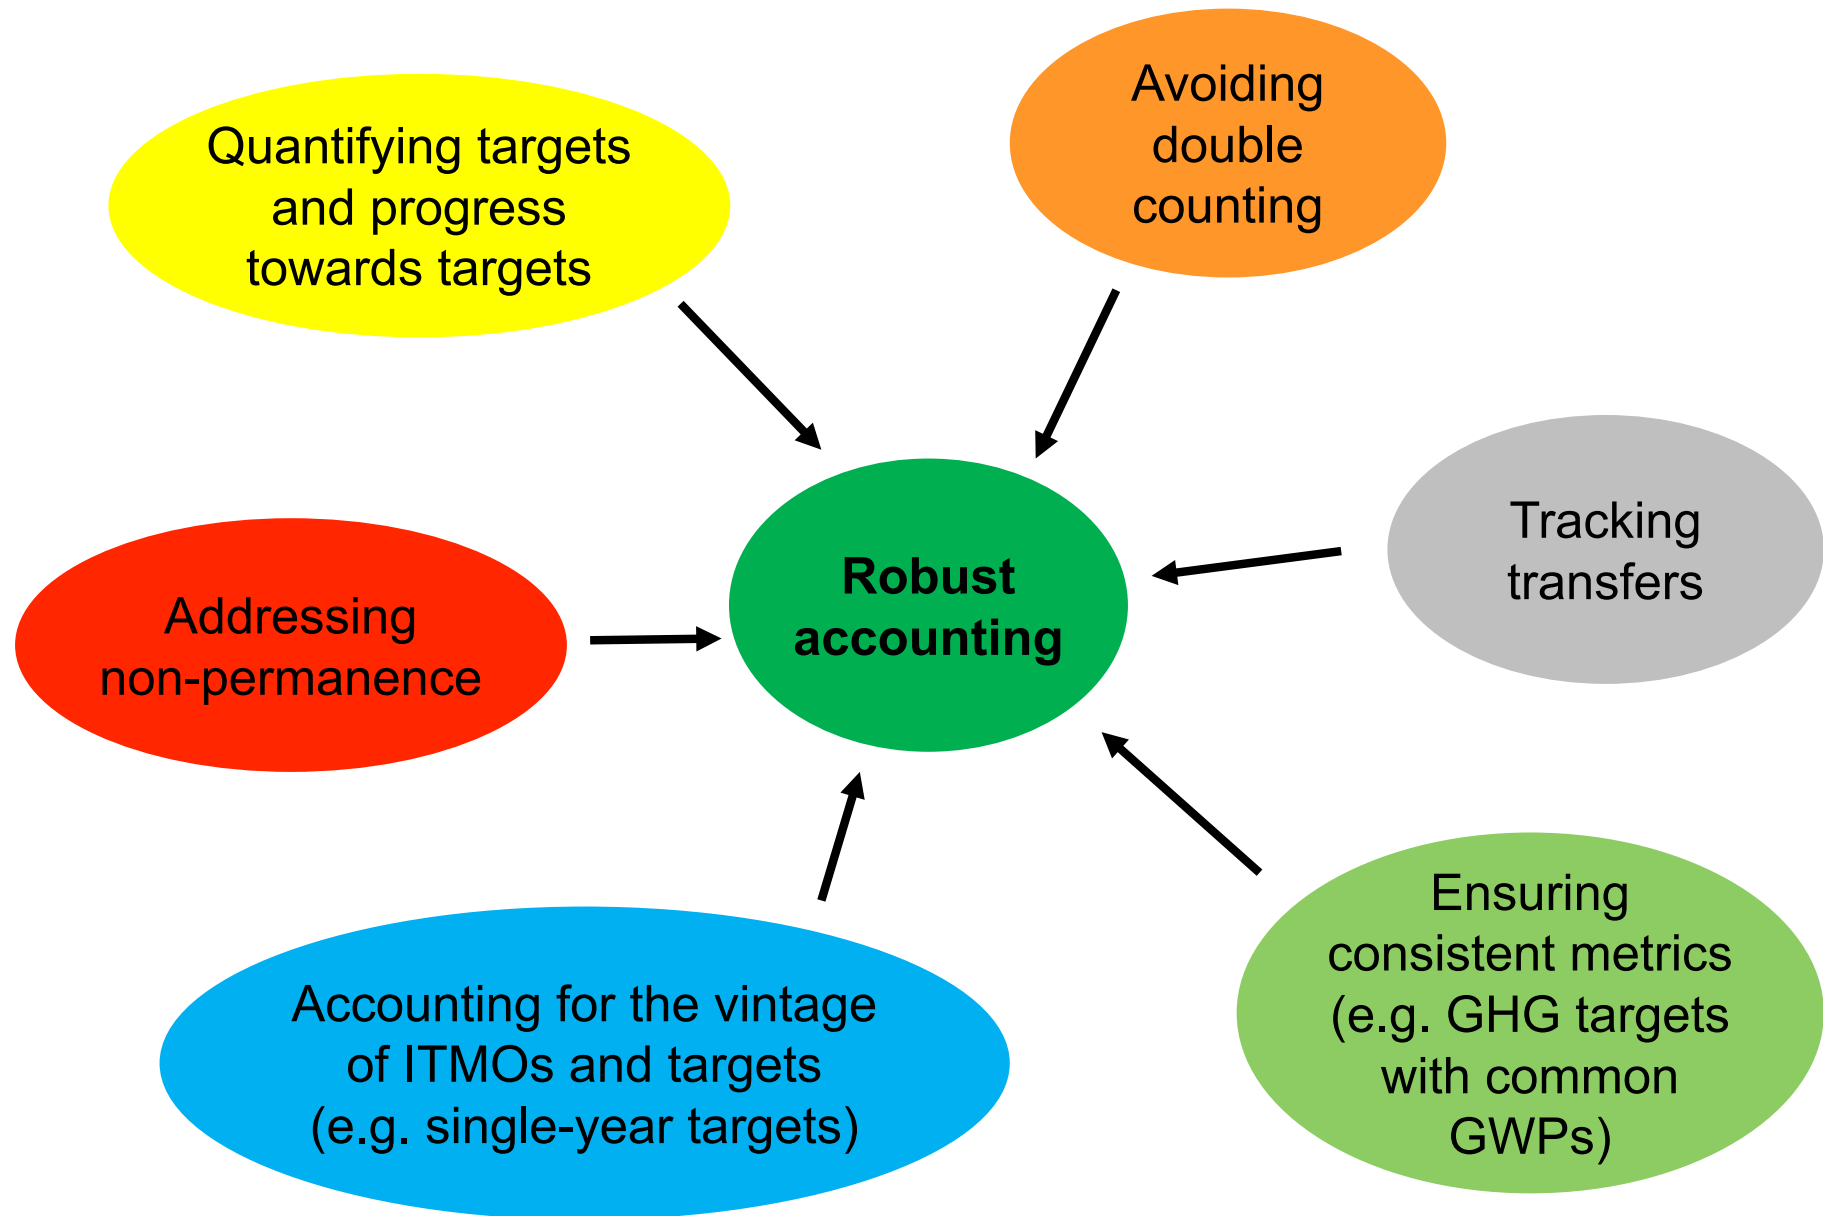 Quantifying targets
and progress
towards targets
Avoiding
double
counting
Tracking
transfers
Robust
accounting
Addressing
non-permanence
Accounting for the vintage
of ITMOs and targets
(e.g. single-year targets)
Ensuring
consistent metrics
(e.g. GHG targets
with common
GWPs)